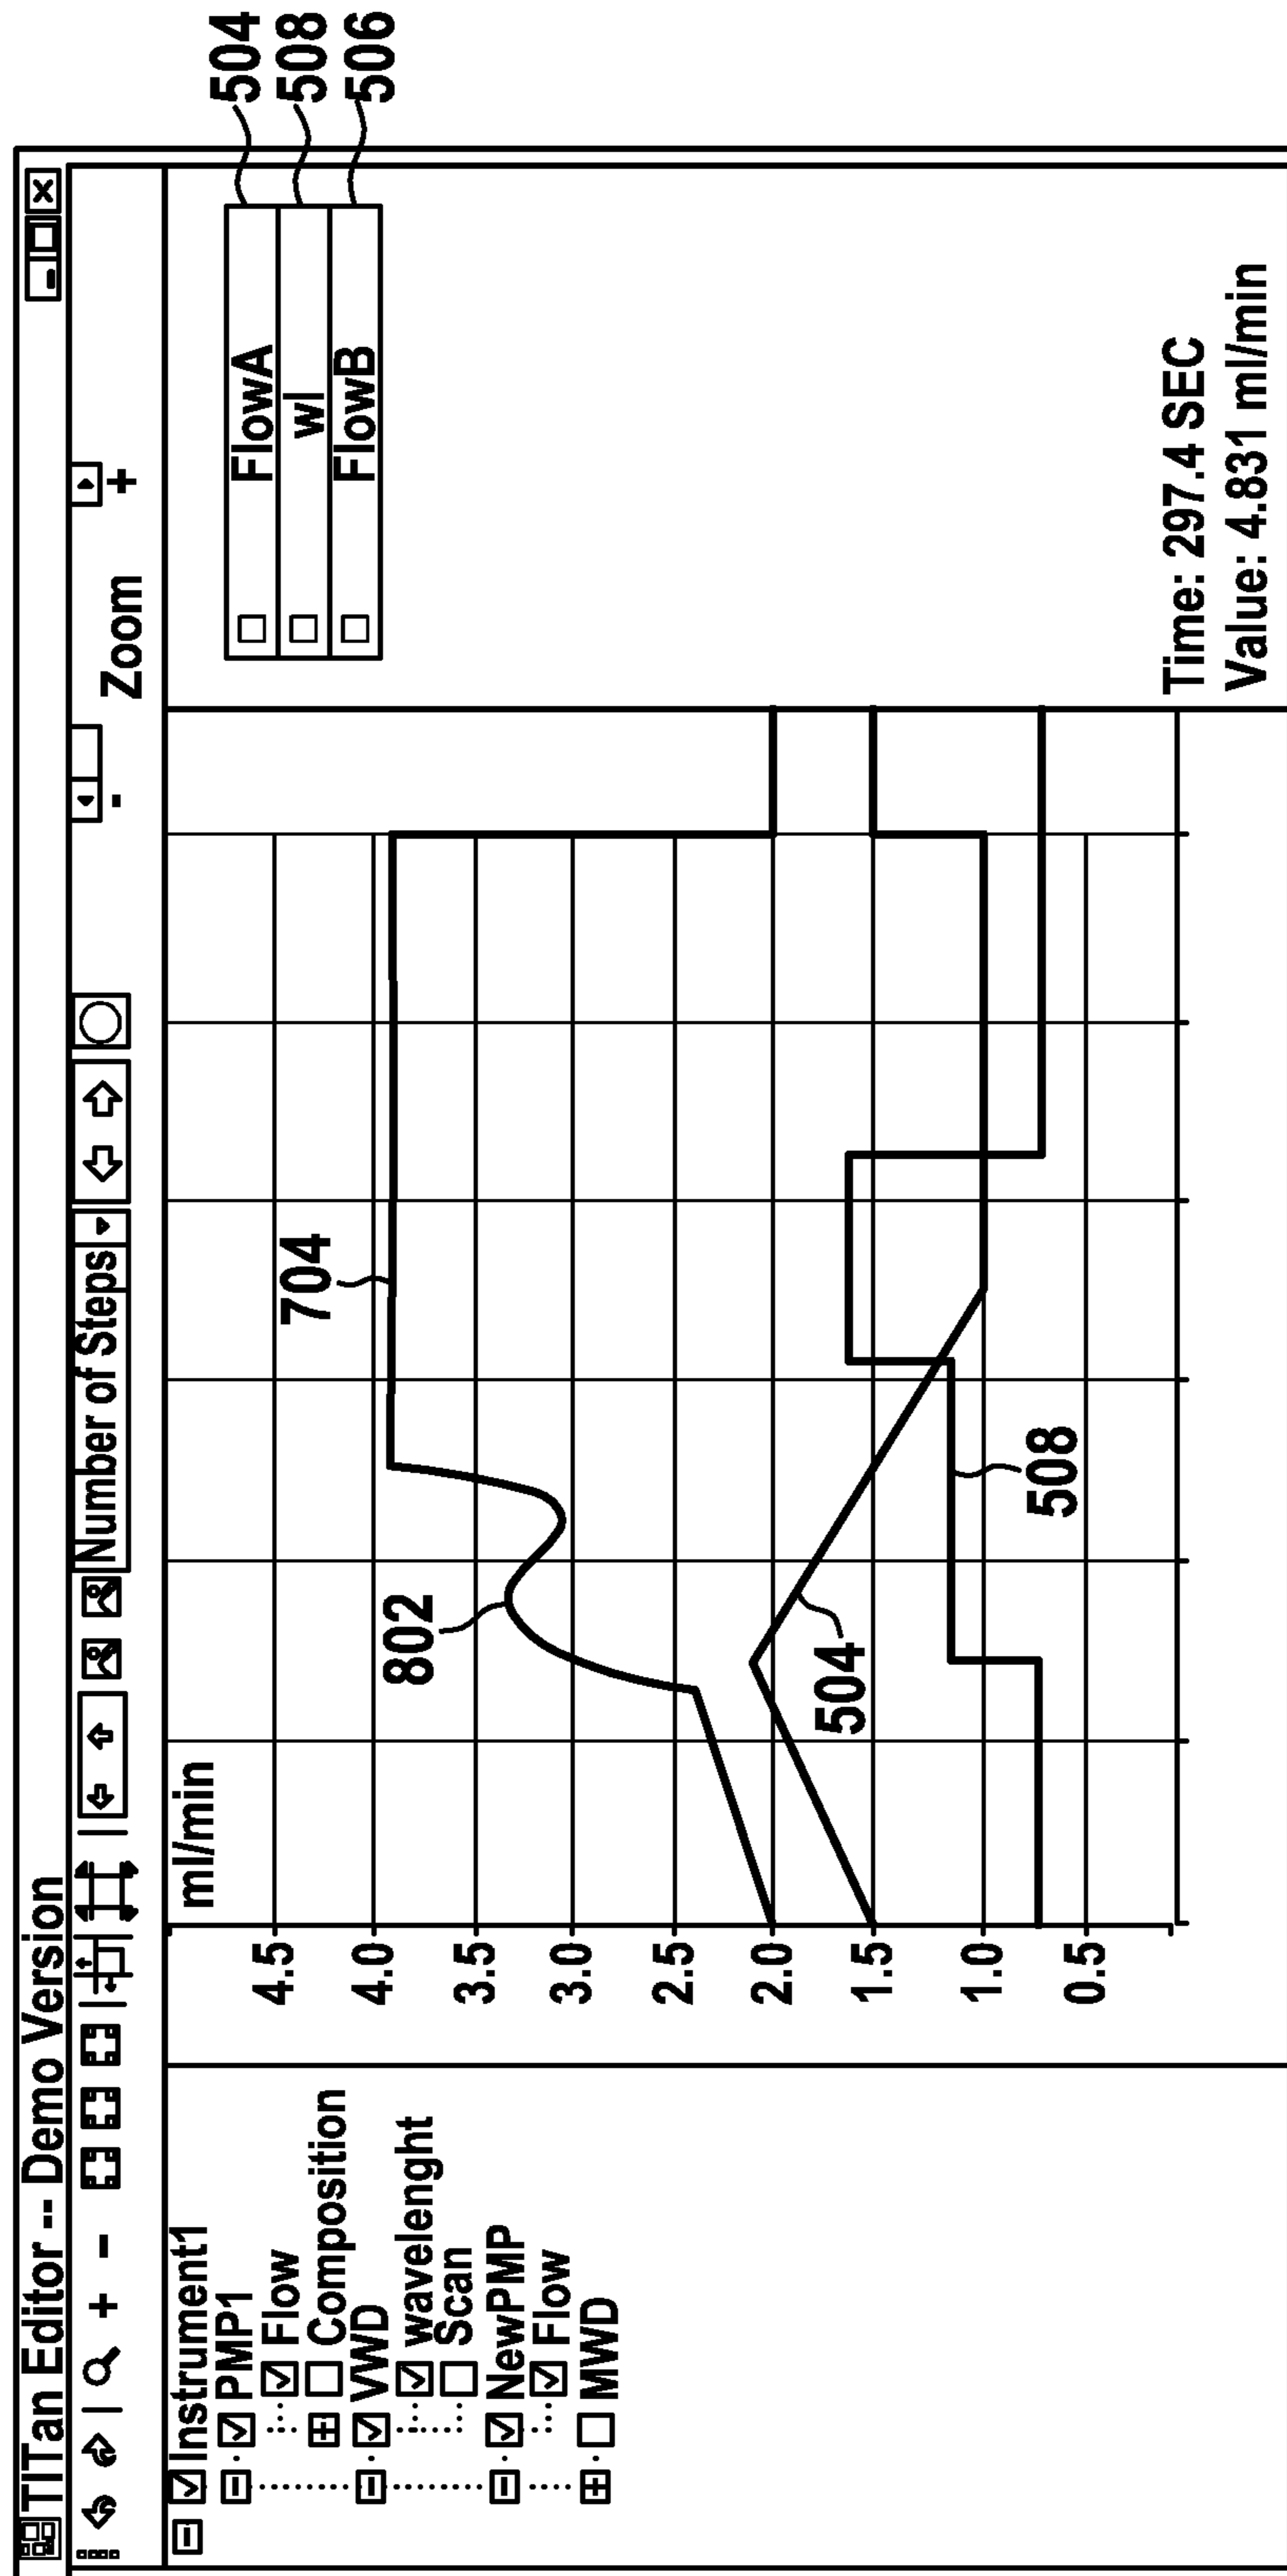 TITan Editor -- Demo Version
Number of Steps
- Zoom +
Instrument1
PMP1
Flow
Composition
VWD
wavelenght
Scan
NewPMP
Flow
MWD
ml/min
4.5
4.0
3.5
3.0
2.5
2.0
1.5
1.0
0.5
704
802
504
508
FlowA 504
wl 508
FlowB 506
Time: 297.4 SEC
Value: 4.831 ml/min